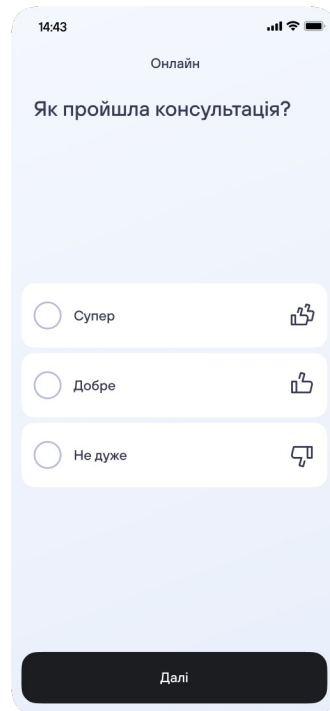 14:43
Онлайн
Як пройшла консультація?
Супер
Добре
Не дуже
Далі